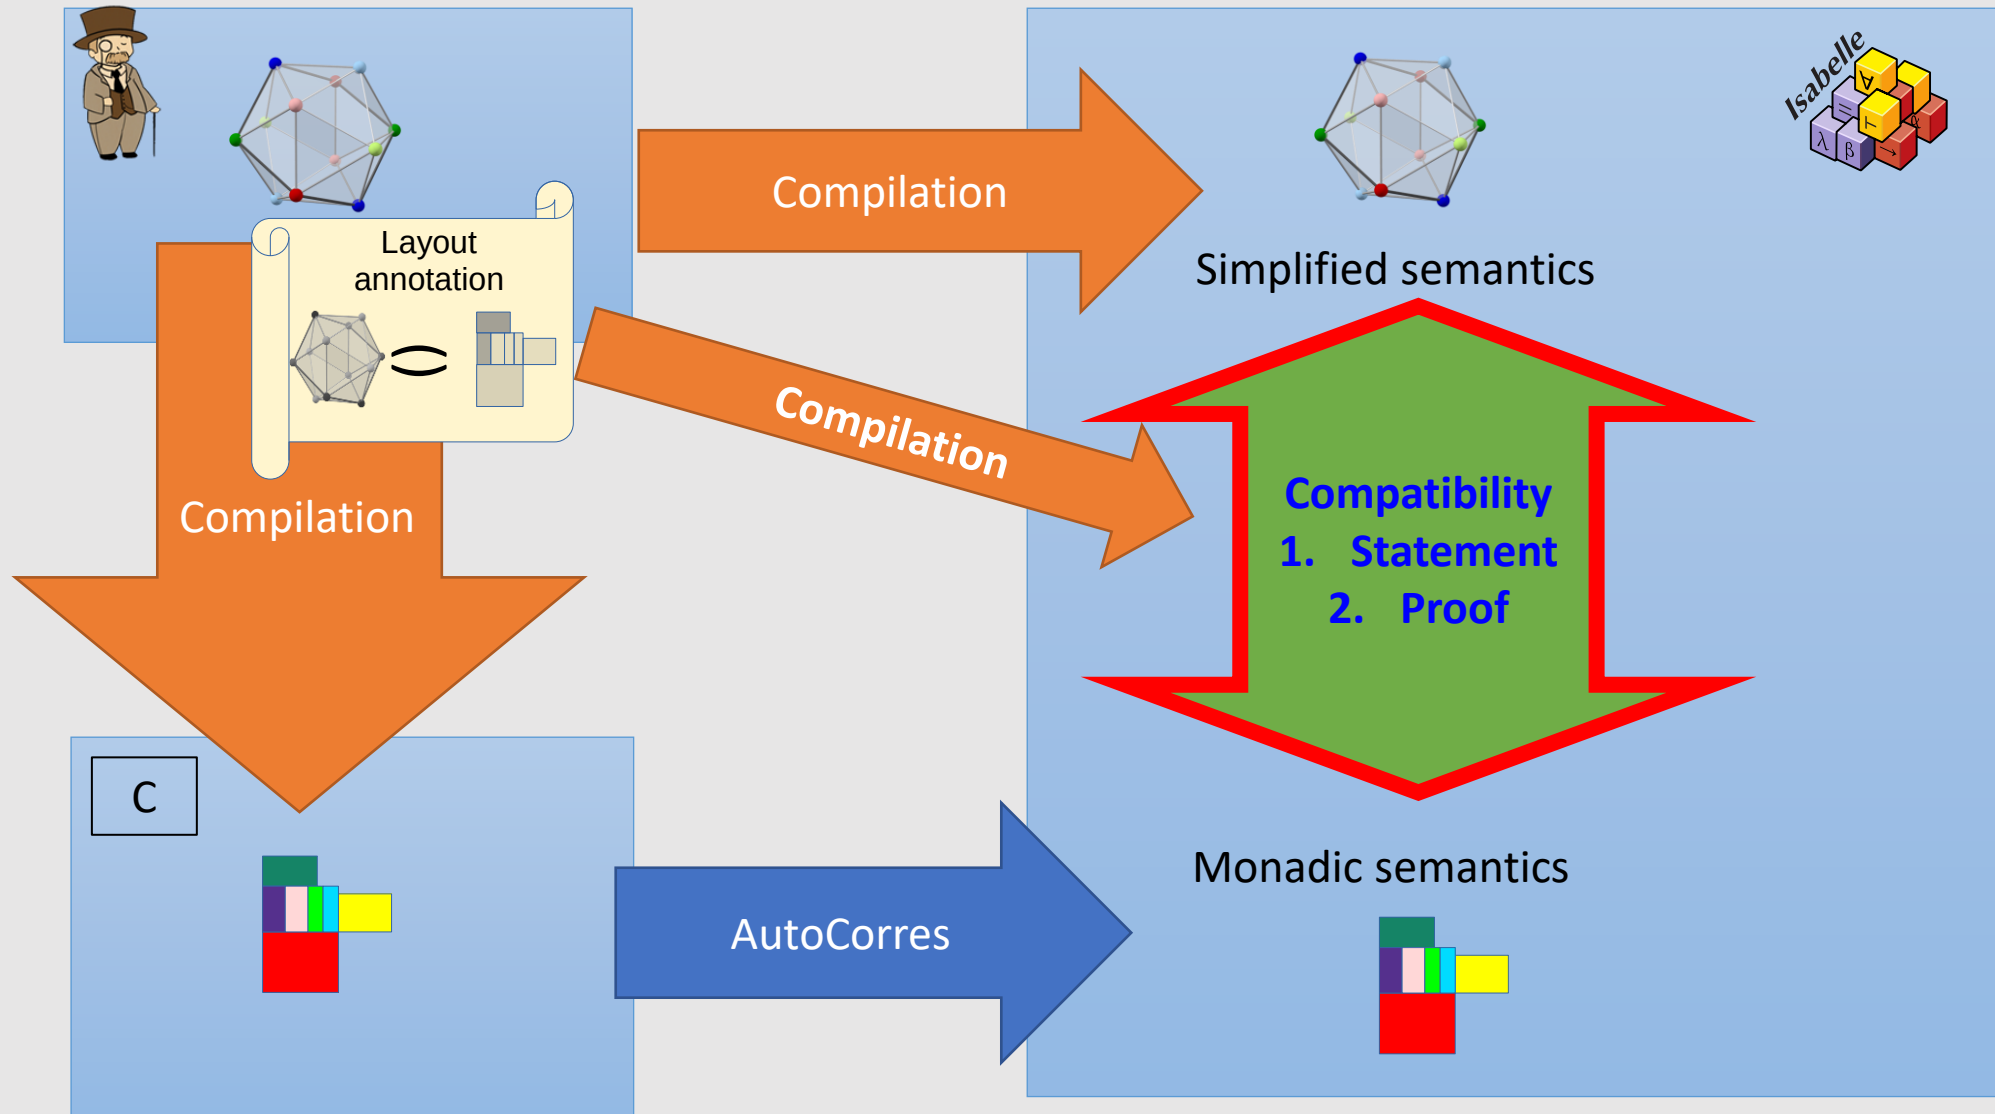 Isabelle
∀
λ
β
→
α
Compilation
Layout
annotation
Simplified semantics
Compilation
Compilation
Compatibility
1. Statement
2. Proof
C
Monadic semantics
AutoCorres